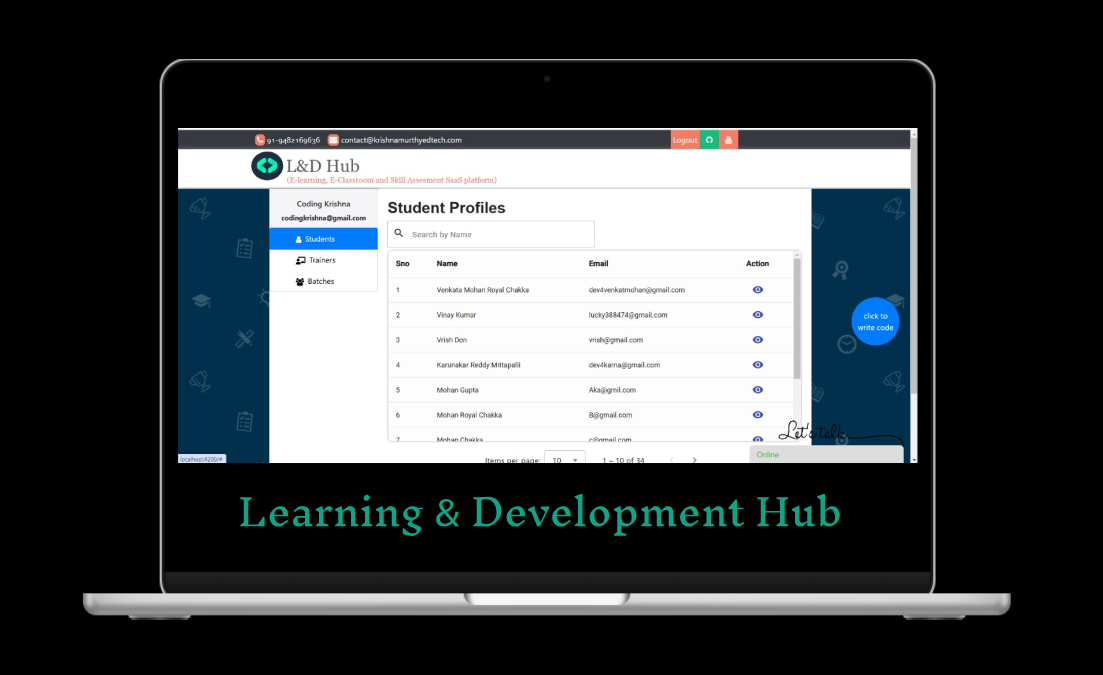 91-9482169636 contact@krishnamurthyedtech.com Logout
L&D Hub
(E-learning, E-Classroom and Skill Assesment SaaS platform)
Coding Krishna
codingkrishna@gmail.com
Students
Trainers
Batches
Student Profiles
Search by Name
Sno Name Email Action
1 Venkata Mohan Royal Chakka dev4venketmohan@gmail.com
2 Vinay Kumar lucky388474@gmail.com
3 Vrish Don vrish@gmail.com
4 Karunakar Reddy Mittapalli dev4karna@gmail.com
5 Mohan Gupta Aka@gmil.com
6 Mohan Royal Chakka B@gmail.com
7 Mohan Chakka c@gmail.com
Items per page: 10 1 – 10 of 34
click to
write code
Let's talk
Online
localhost:4200/#
Learning & Development Hub